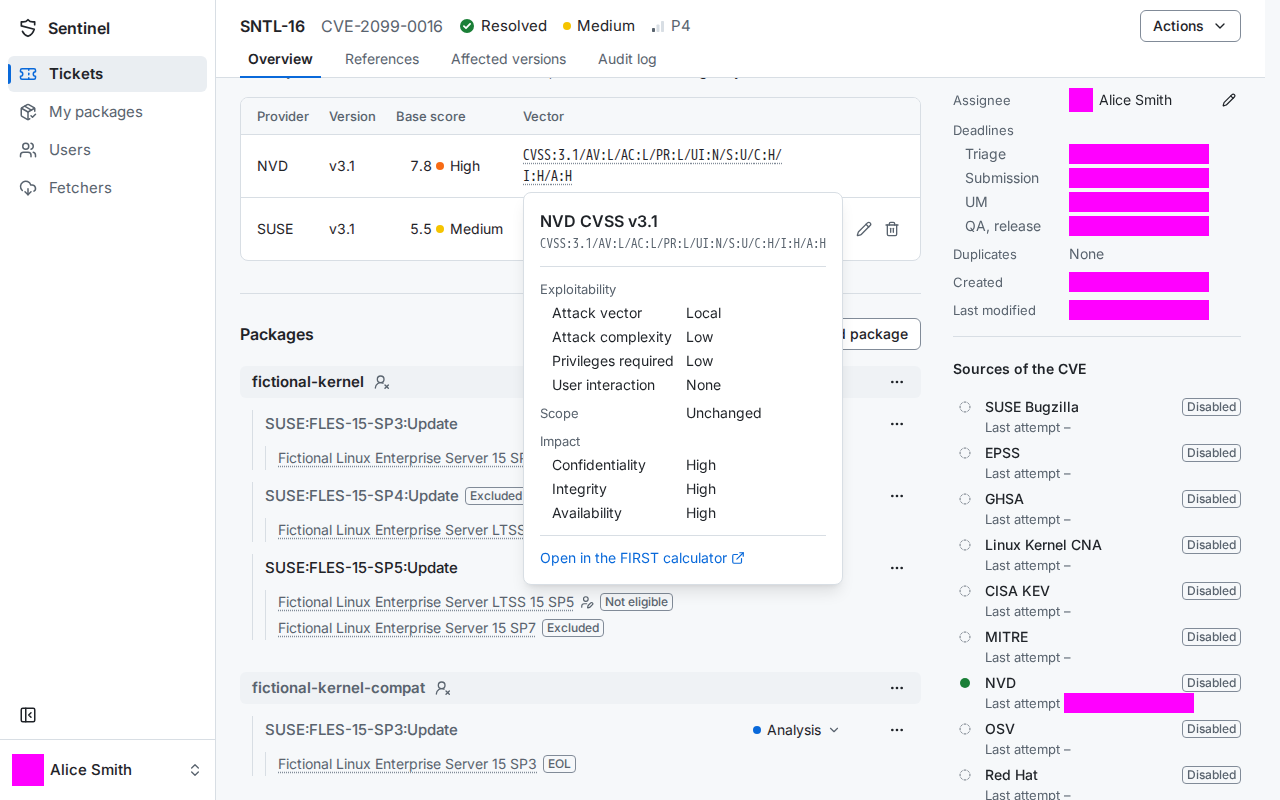 Sentinel
Tickets
My packages
Users
Fetchers
Alice Smith
SNTL-16 CVE-2099-0016 Resolved Medium P4
Actions
Overview References Affected versions Audit log
Provider Version Base score Vector
NVD v3.1 7.8 High CVSS:3.1/AV:L/AC:L/PR:L/UI:N/S:U/C:H/
I:H/A:H
SUSE v3.1 5.5 Medium
NVD CVSS v3.1
CVSS:3.1/AV:L/AC:L/PR:L/UI:N/S:U/C:H/I:H/A:H
Exploitability
Attack vector Local
Attack complexity Low
Privileges required Low
User interaction None
Scope Unchanged
Impact
Confidentiality High
Integrity High
Availability High
Open in the FIRST calculator
Packages
package
fictional-kernel
SUSE:FLES-15-SP3:Update
Fictional Linux Enterprise Server 15
SUSE:FLES-15-SP4:Update Excluded
Fictional Linux Enterprise Server LTSS
SUSE:FLES-15-SP5:Update
Fictional Linux Enterprise Server LTSS 15 SP5 Not eligible
Fictional Linux Enterprise Server 15 SP7 Excluded
fictional-kernel-compat
SUSE:FLES-15-SP3:Update Analysis
Fictional Linux Enterprise Server 15 SP3 EOL
Assignee Alice Smith
Deadlines
Triage
Submission
UM
QA, release
Duplicates None
Created
Last modified
Sources of the CVE
SUSE Bugzilla Disabled
Last attempt –
EPSS Disabled
Last attempt –
GHSA Disabled
Last attempt –
Linux Kernel CNA Disabled
Last attempt –
CISA KEV Disabled
Last attempt –
MITRE Disabled
Last attempt –
NVD Disabled
Last attempt
OSV Disabled
Last attempt –
Red Hat Disabled
Last attempt –